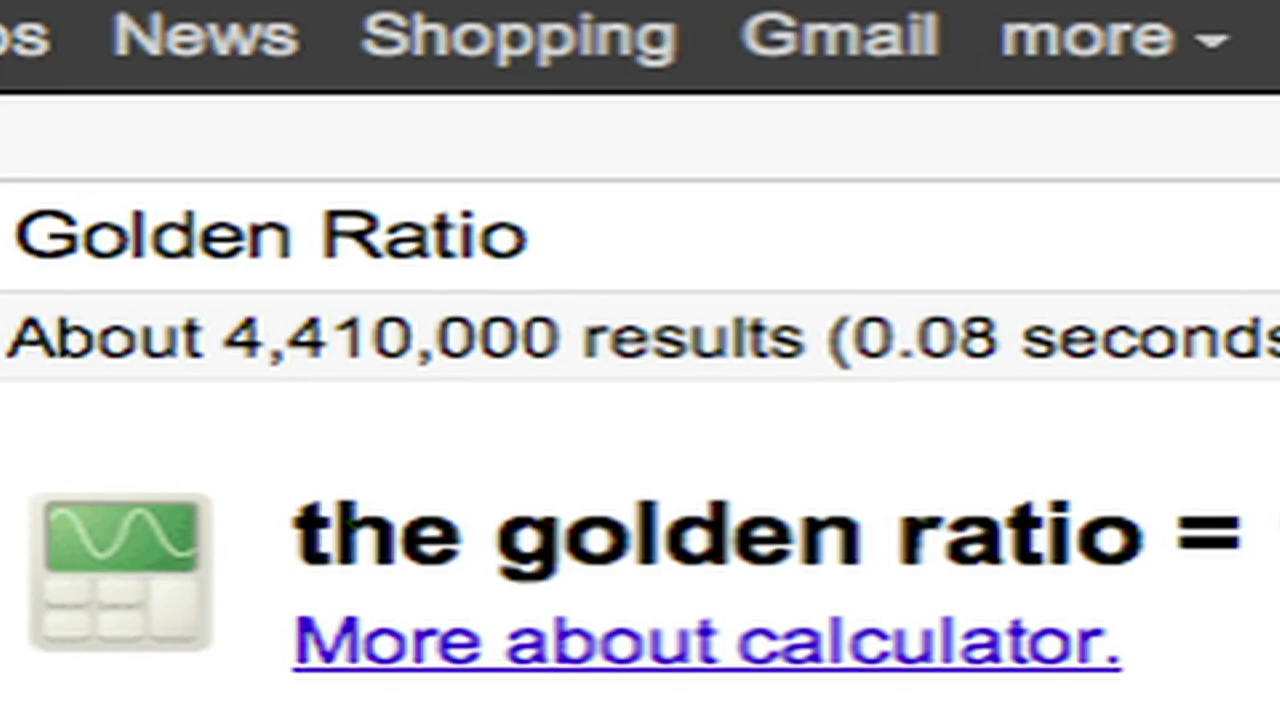 News Shopping Gmail more
Golden Ratio
About 4,410,000 results (0.08 seconds
the golden ratio =
More about calculator.